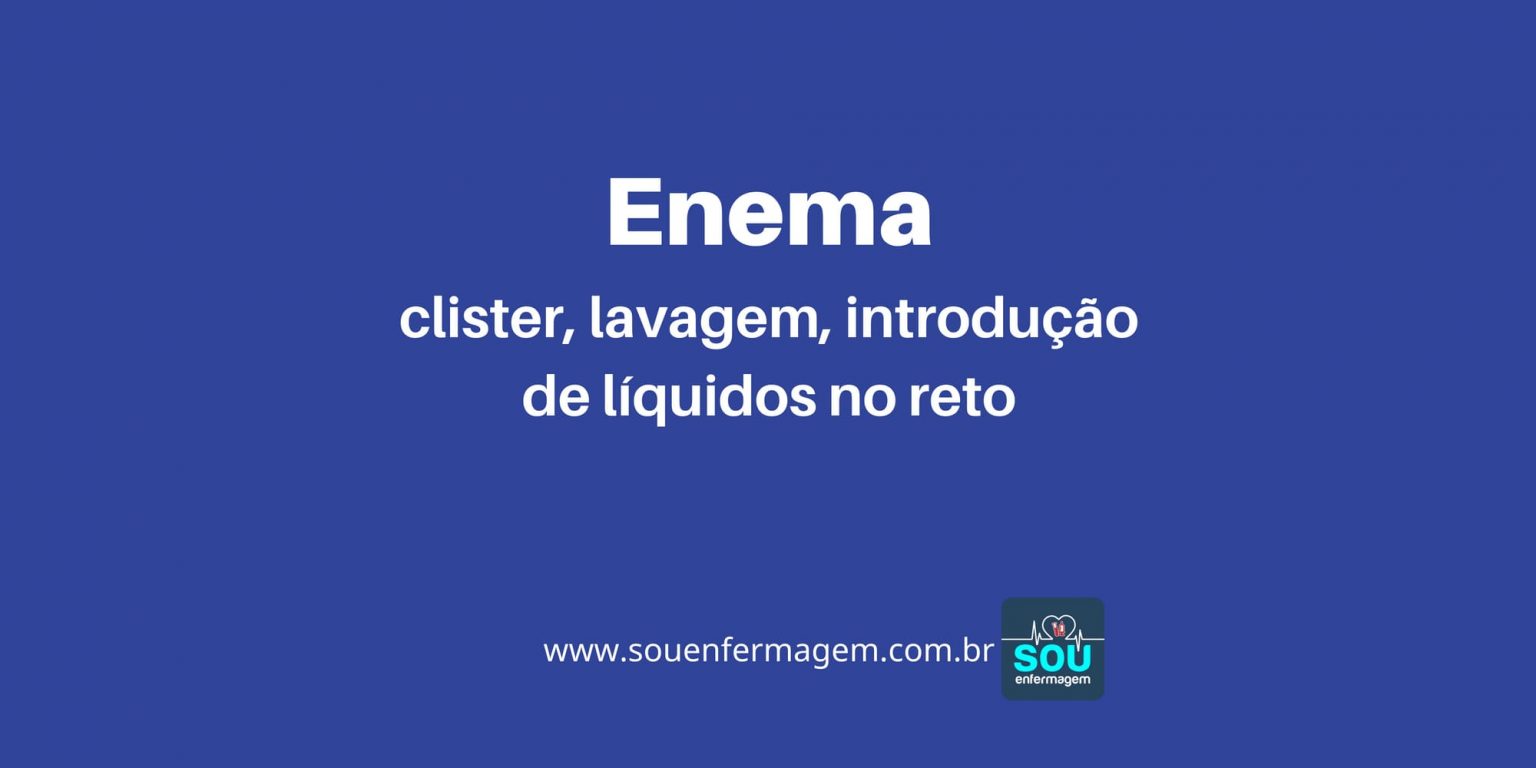 Enema
clister, lavagem, introdução
de líquidos no reto
www.souenfermagem.com.br
SOU
enfermagem